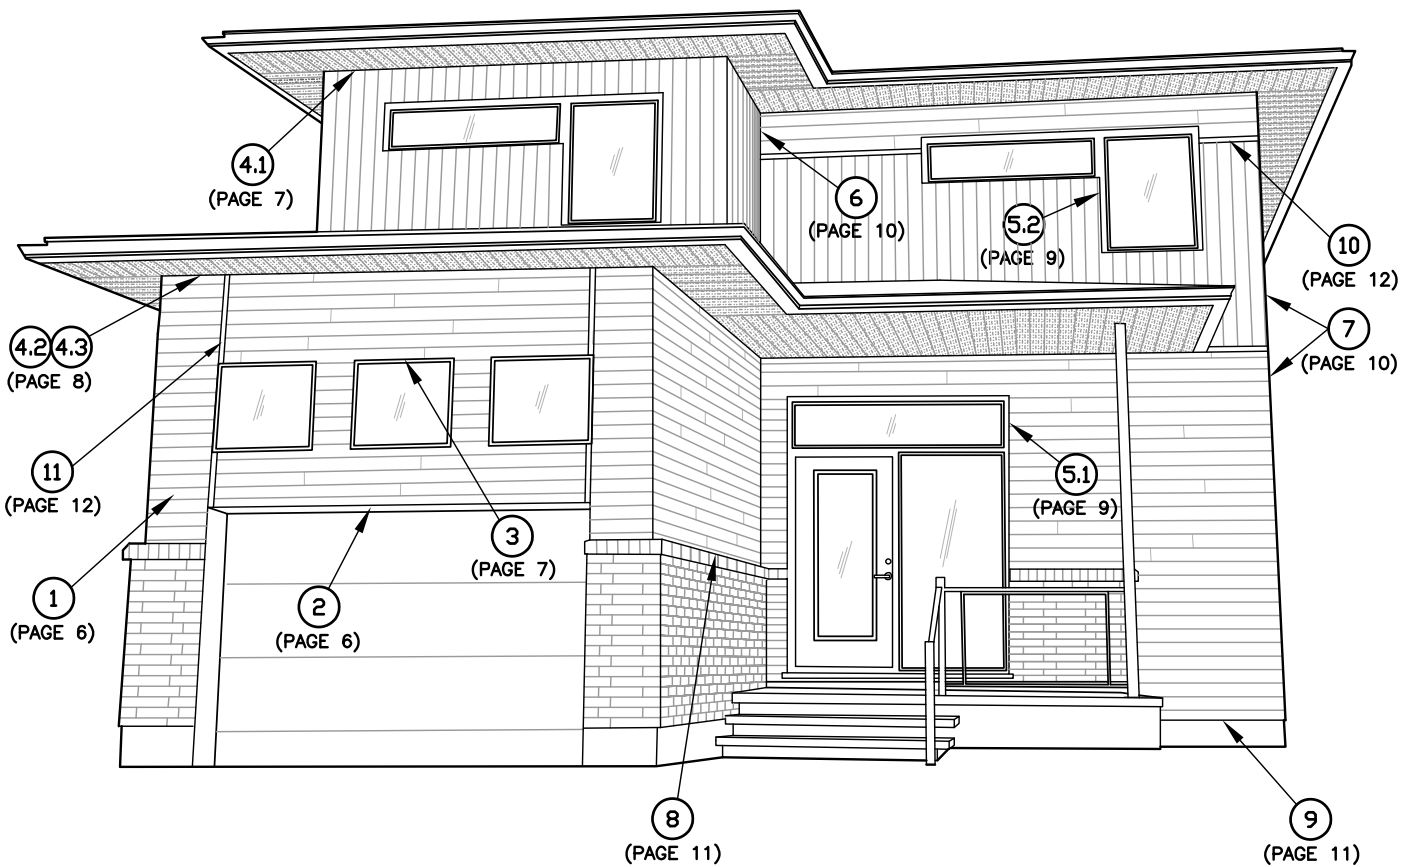 4.1
(PAGE 7)
6
(PAGE 10)
5.2
(PAGE 9)
10
(PAGE 12)
4.2 4.3
(PAGE 8)
7
(PAGE 10)
11
(PAGE 12)
5.1
(PAGE 9)
3
(PAGE 7)
1
(PAGE 6)
2
(PAGE 6)
8
(PAGE 11)
9
(PAGE 11)